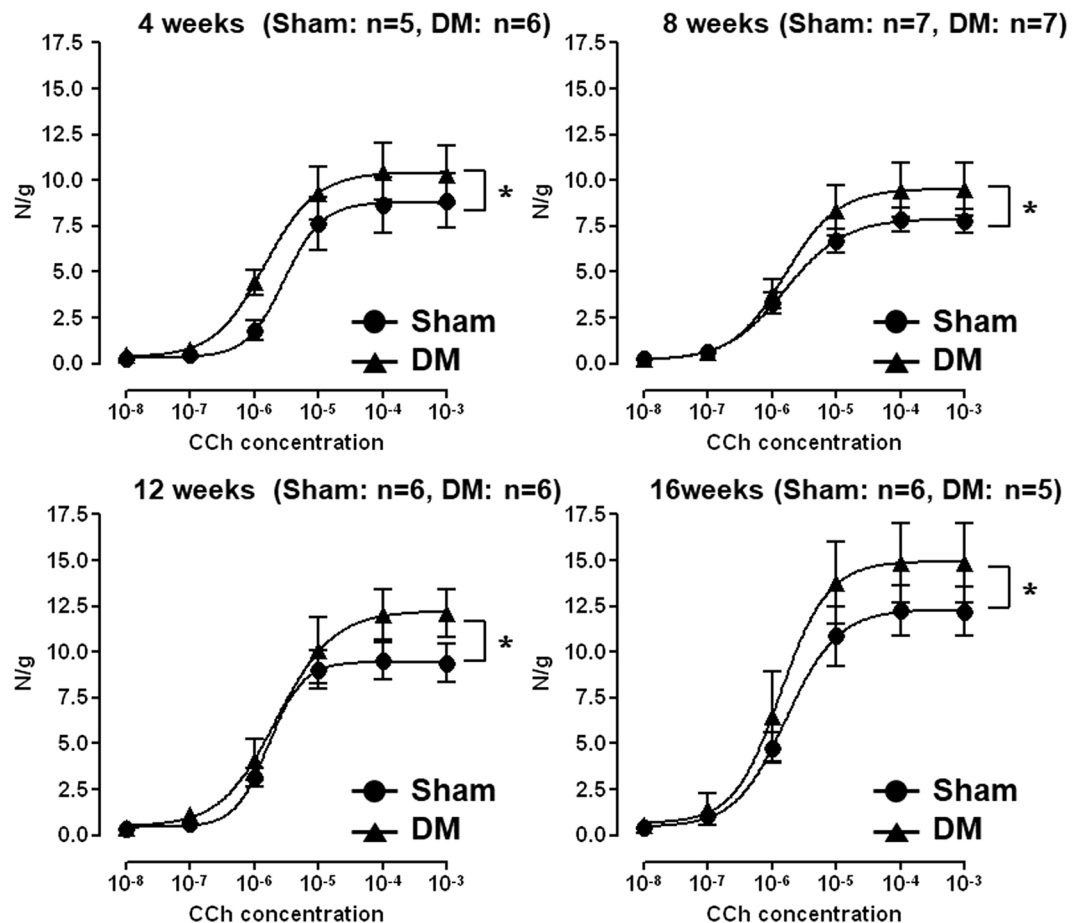 4 weeks (Sham: n=5, DM: n=6)
17.5
15.0
12.5
10.0
7.5
5.0
2.5
0.0
N/g
*
Sham
DM
10-8 10-7 10-6 10-5 10-4 10-3
CCh concentration
8 weeks (Sham: n=7, DM: n=7)
17.5
15.0
12.5
10.0
7.5
5.0
2.5
0.0
N/g
*
Sham
DM
10-8 10-7 10-6 10-5 10-4 10-3
CCh concentration
12 weeks (Sham: n=6, DM: n=6)
17.5
15.0
12.5
10.0
7.5
5.0
2.5
0.0
N/g
*
Sham
DM
10-8 10-7 10-6 10-5 10-4 10-3
CCh concentration
16weeks (Sham: n=6, DM: n=5)
17.5
15.0
12.5
10.0
7.5
5.0
2.5
0.0
N/g
*
Sham
DM
10-8 10-7 10-6 10-5 10-4 10-3
CCh concentration